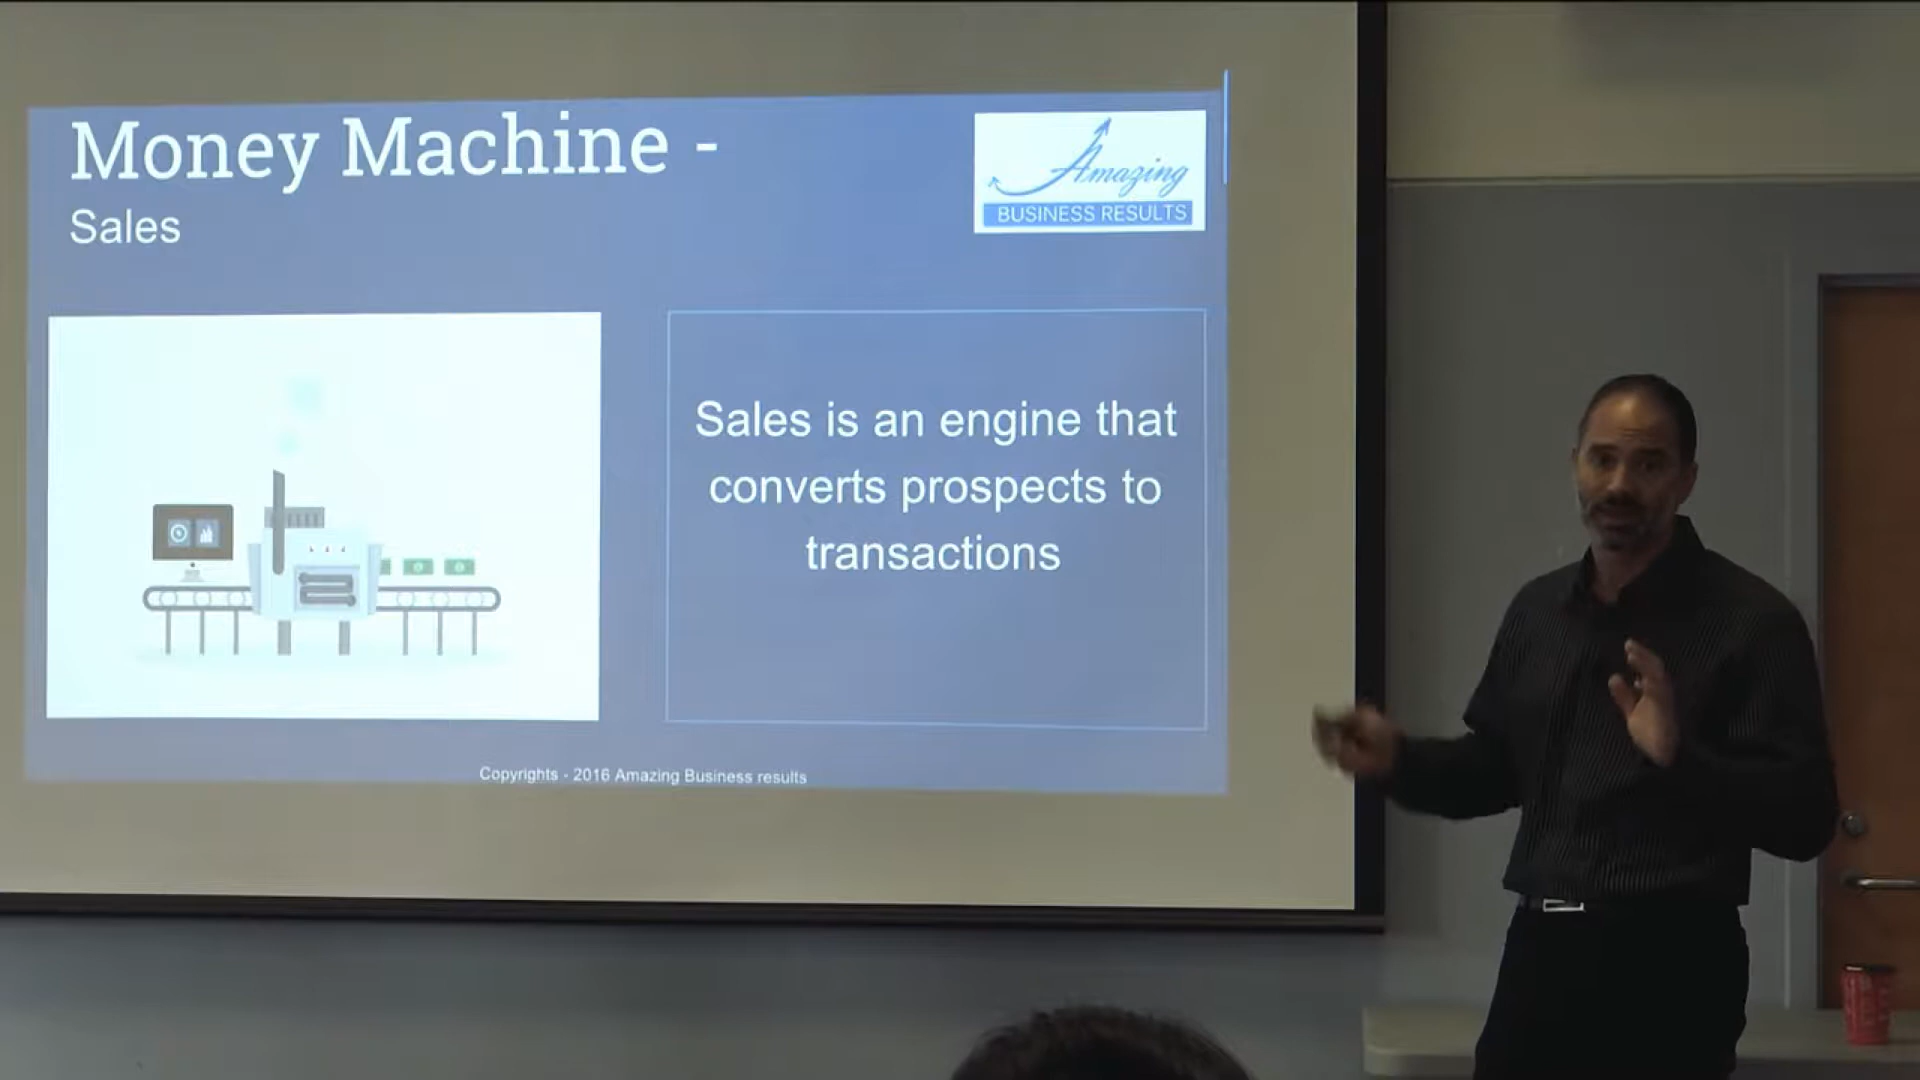 Money Machine -
Sales
Amazing
BUSINESS RESULTS
Sales is an engine that
converts prospects to
transactions
Copyrights - 2016 Amazing Business results